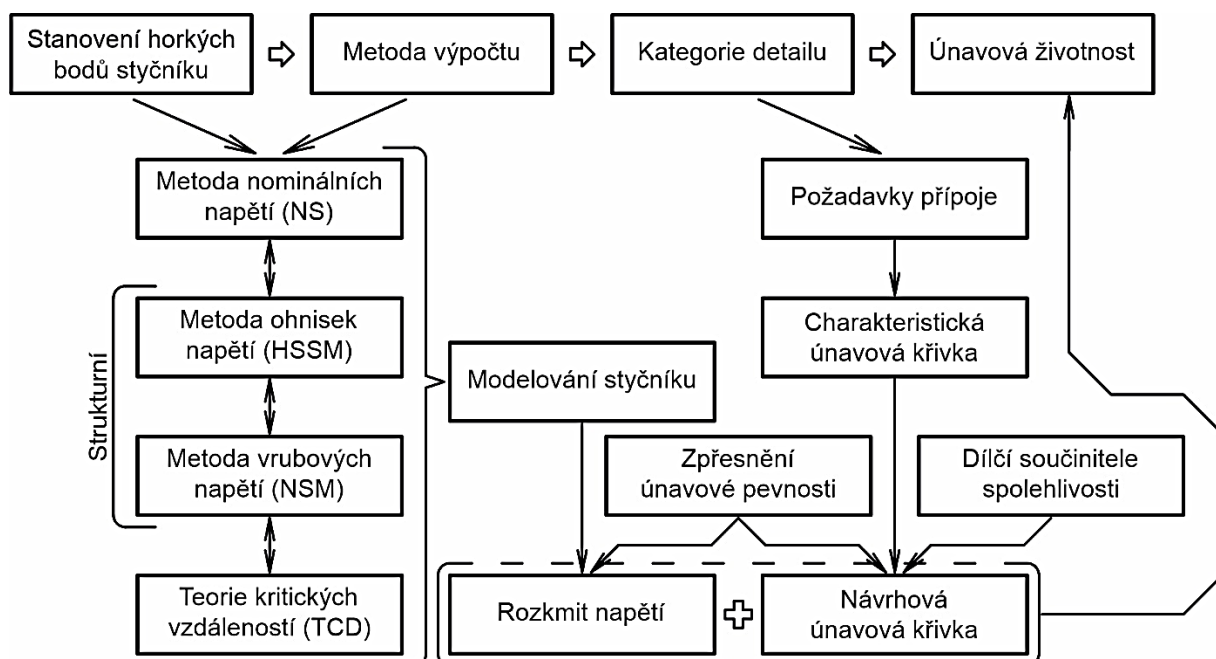 Stanovení horkých
bodů styčníku
Metoda výpočtu
Kategorie detailu
Únavová životnost
Metoda nominálních
napětí (NS)
Požadavky přípoje
Strukturní
Metoda ohnisek
napětí (HSSM)
Charakteristická
únavová křivka
Modelování styčníku
Metoda vrubových
napětí (NSM)
Zpřesnění
únavové pevnosti
Dílčí součinitele
spolehlivosti
Teorie kritických
vzdáleností (TCD)
Rozkmit napětí
Návrhová
únavová křivka